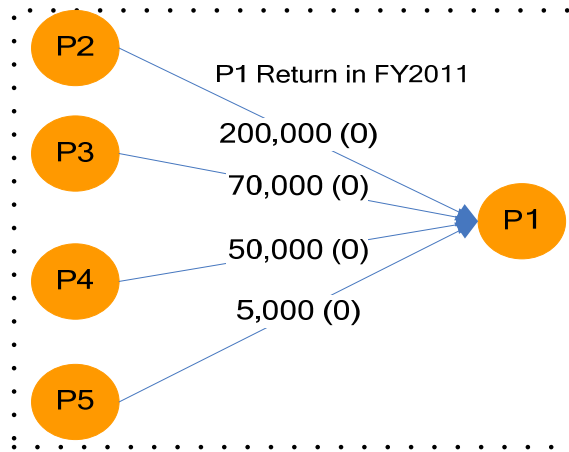 P2
P1 Return in FY2011
200,000 (0)
P3
70,000 (0)
P1
50,000 (0)
P4
5,000 (0)
P5